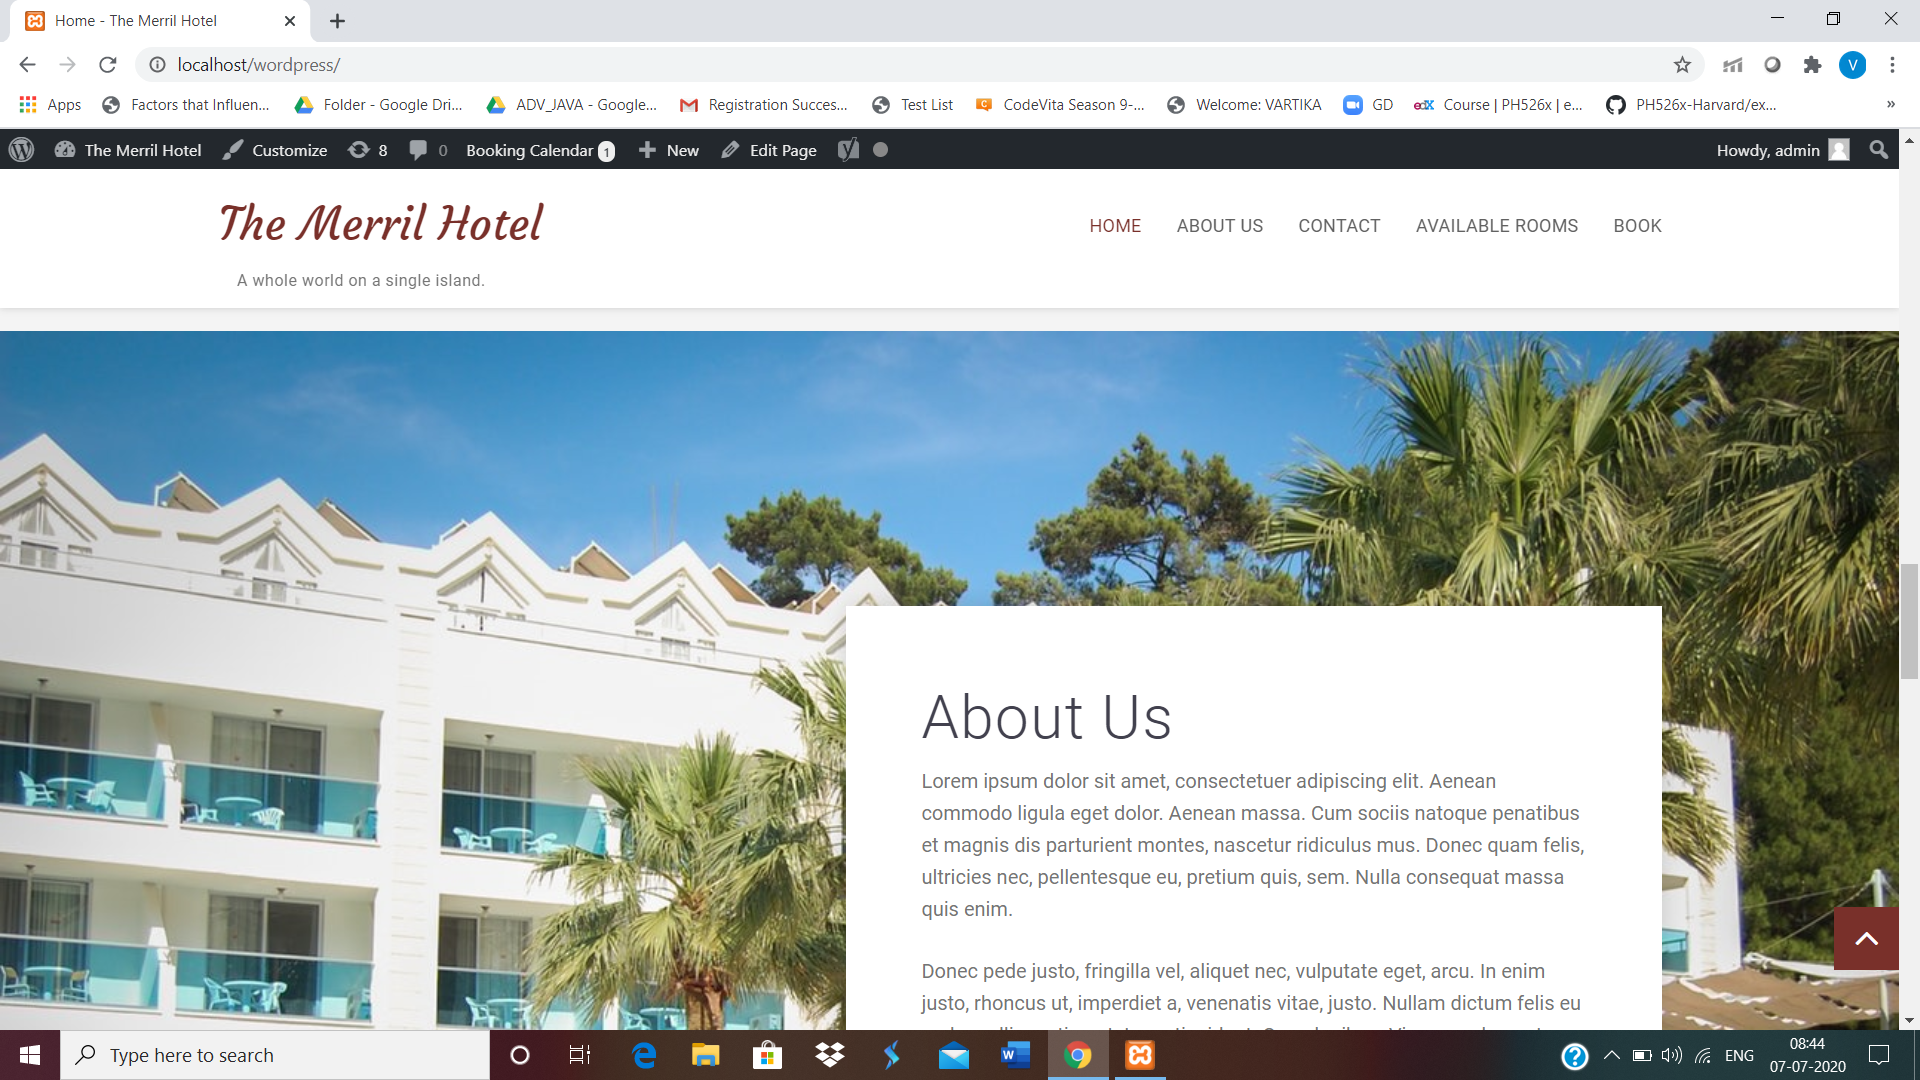 Home - The Merril Hotel
localhost/wordpress/
V
Apps
Factors that Influen...
Folder - Google Dri...
ADV_JAVA - Google...
Registration Succes...
Test List
CodeVita Season 9-...
Welcome: VARTIKA
GD
edX
Course | PH526x | e...
PH526x-Harvard/ex...
»
The Merril Hotel
Customize
8
0
Booking Calendar 1
New
Edit Page
Howdy, admin
The Merril Hotel
HOME
ABOUT US
CONTACT
AVAILABLE ROOMS
BOOK
A whole world on a single island.
About Us
Lorem ipsum dolor sit amet, consectetuer adipiscing elit. Aenean
commodo ligula eget dolor. Aenean massa. Cum sociis natoque penatibus
et magnis dis parturient montes, nascetur ridiculus mus. Donec quam felis,
ultricies nec, pellentesque eu, pretium quis, sem. Nulla consequat massa
quis enim.
Donec pede justo, fringilla vel, aliquet nec, vulputate eget, arcu. In enim
justo, rhoncus ut, imperdiet a, venenatis vitae, justo. Nullam dictum felis eu
Type here to search
ENG
08:44
07-07-2020